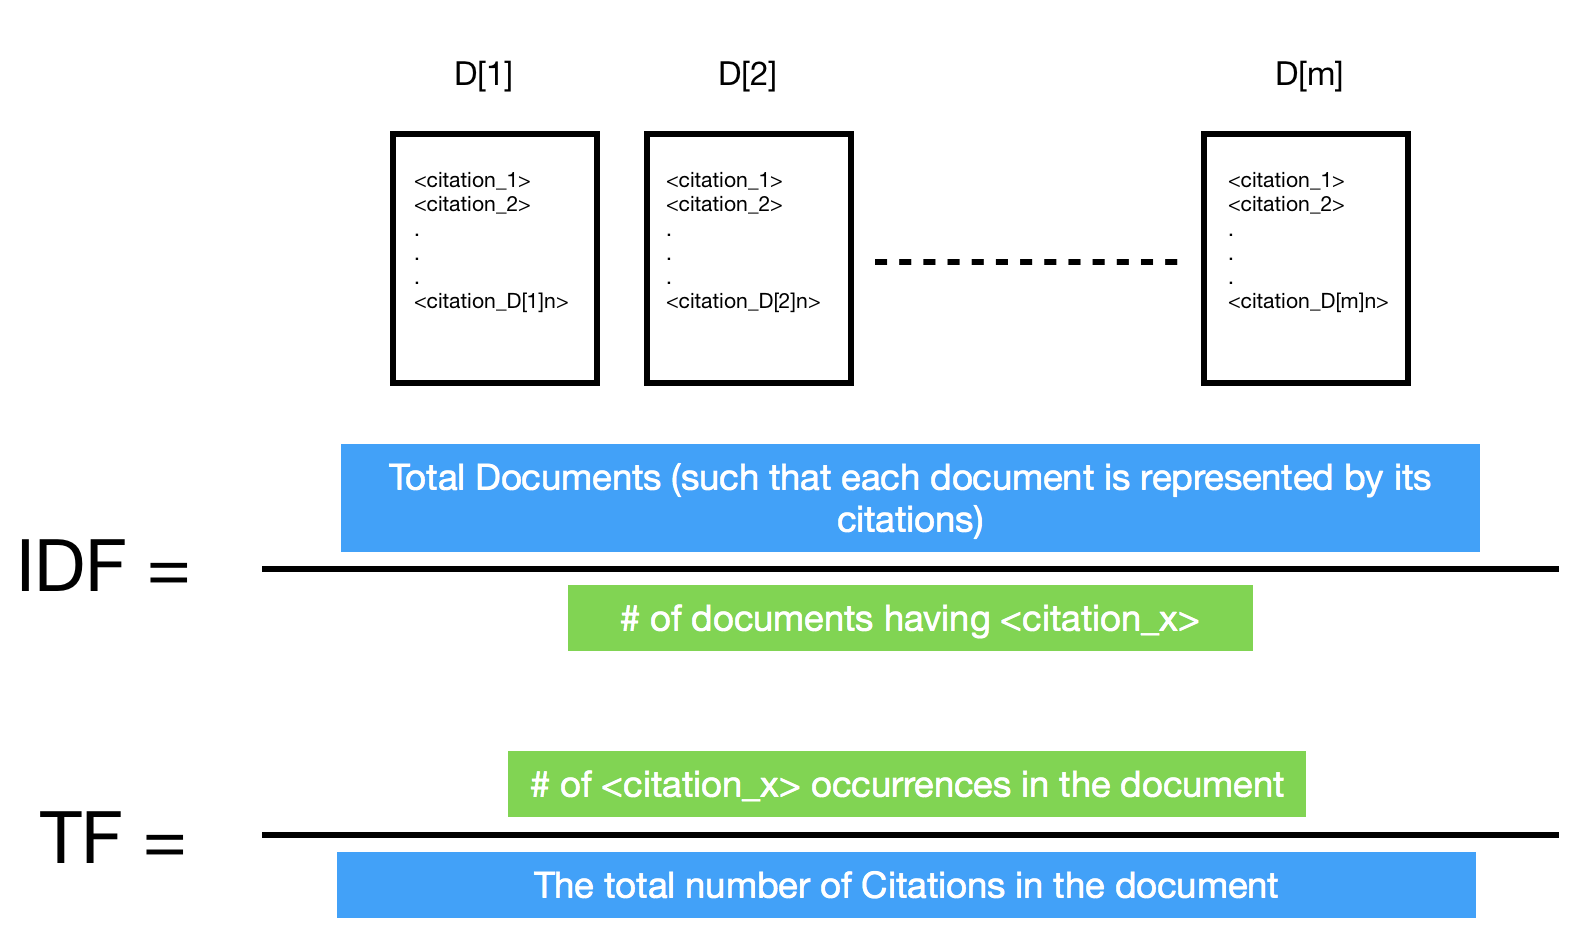 D[1]
D[2]
D[m]
<citation_1>
<citation_2>
.
.
.
<citation_D[1]n>
<citation_1>
<citation_2>
.
.
.
<citation_D[2]n>
<citation_1>
<citation_2>
.
.
.
<citation_D[m]n>
Total Documents (such that each document is represented by its
citations)
IDF =
# of documents having <citation_x>
# of <citation_x> occurrences in the document
TF =
The total number of Citations in the document